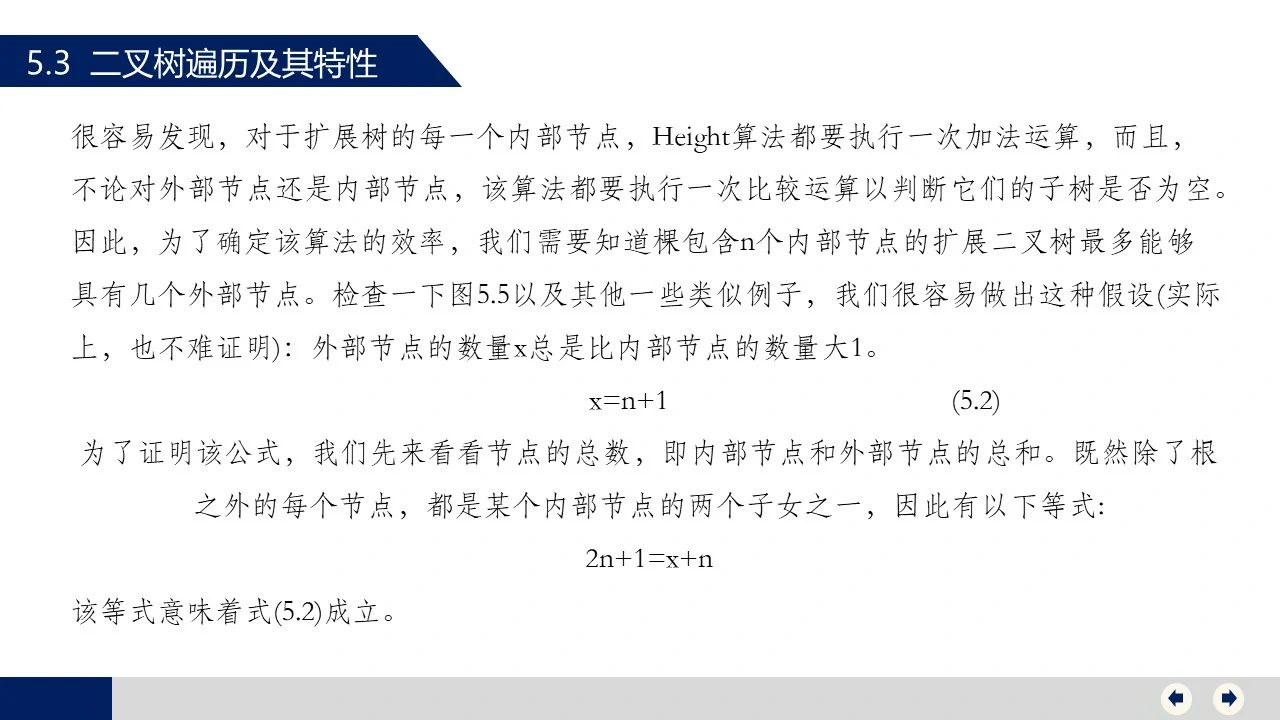 5.3 二叉树遍历及其特性
很容易发现，对于扩展树的每一个内部节点，Height算法都要执行一次加法运算，而且，
不论对外部节点还是内部节点，该算法都要执行一次比较运算以判断它们的子树是否为空。
因此，为了确定该算法的效率，我们需要知道棵包含n个内部节点的扩展二叉树最多能够
具有几个外部节点。检查一下图5.5以及其他一些类似例子，我们很容易做出这种假设(实际
上，也不难证明)：外部节点的数量x总是比内部节点的数量大1。
x=n+1 (5.2)
为了证明该公式，我们先来看看节点的总数，即内部节点和外部节点的总和。既然除了根
之外的每个节点，都是某个内部节点的两个子女之一，因此有以下等式:
2n+1=x+n
该等式意味着式(5.2)成立。